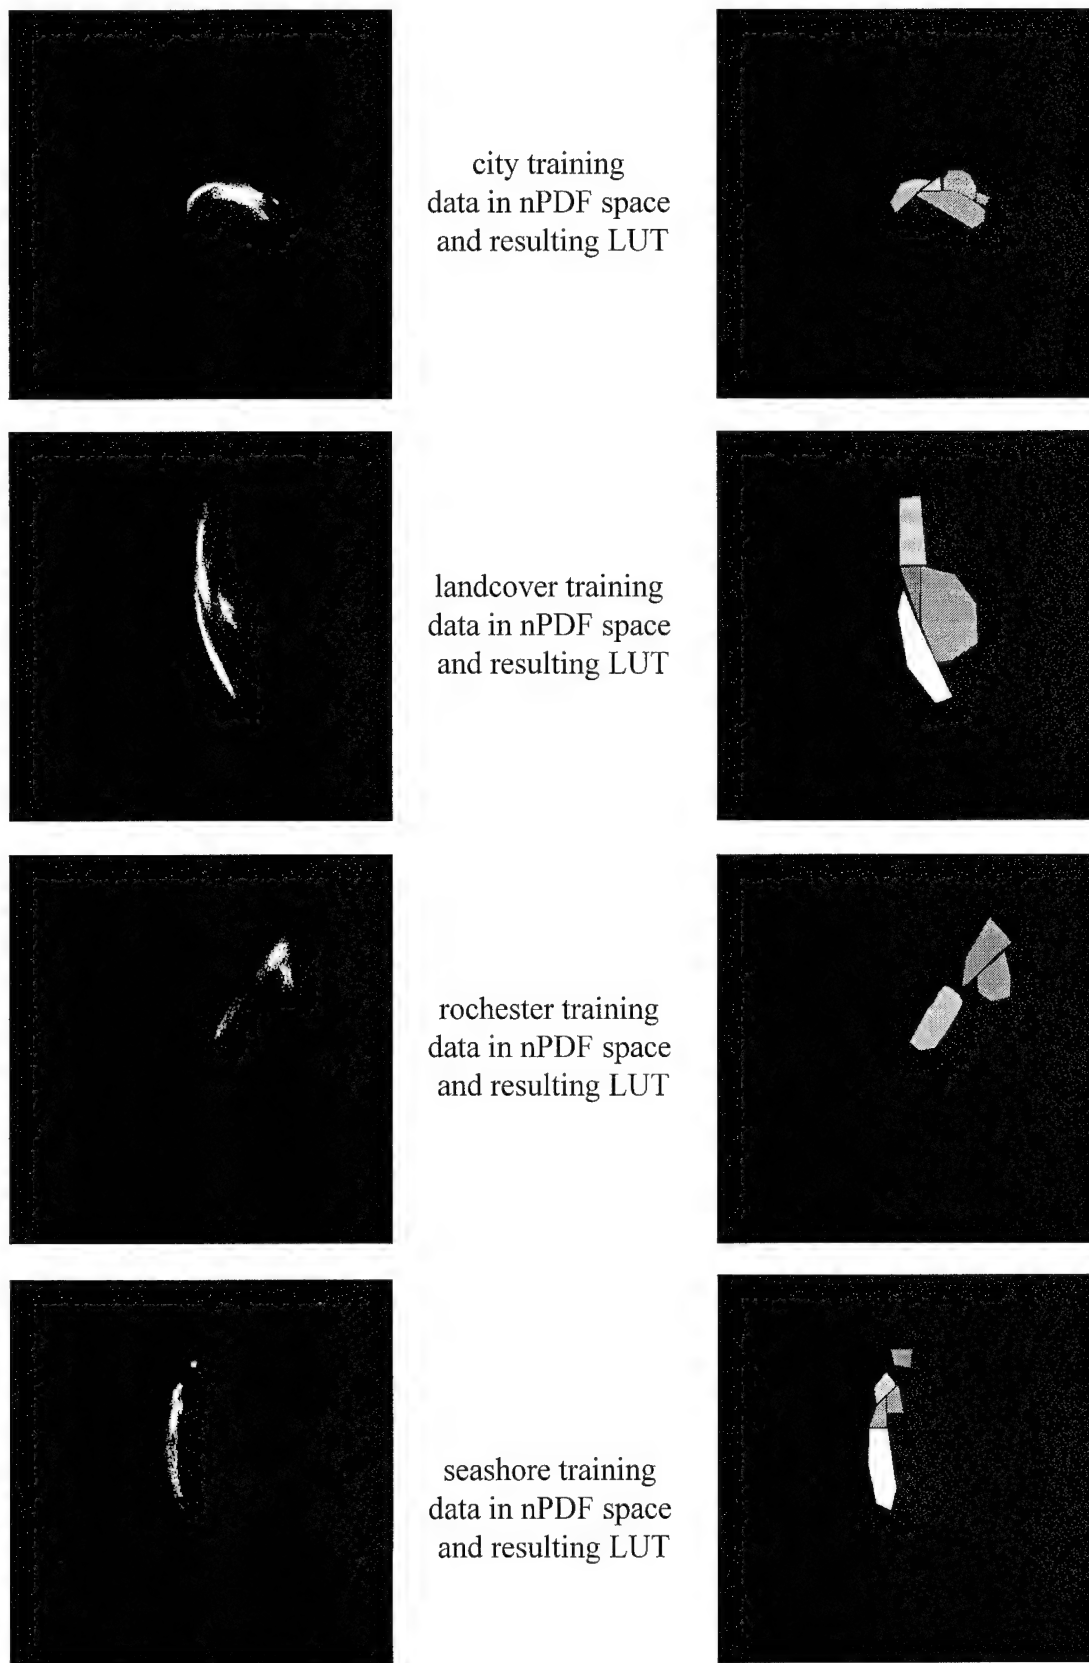 city training
data in nPDF space
and resulting LUT
landcover training
data in nPDF space
and resulting LUT
rochester training
data in nPDF space
and resulting LUT
seashore training
data in nPDF space
and resulting LUT